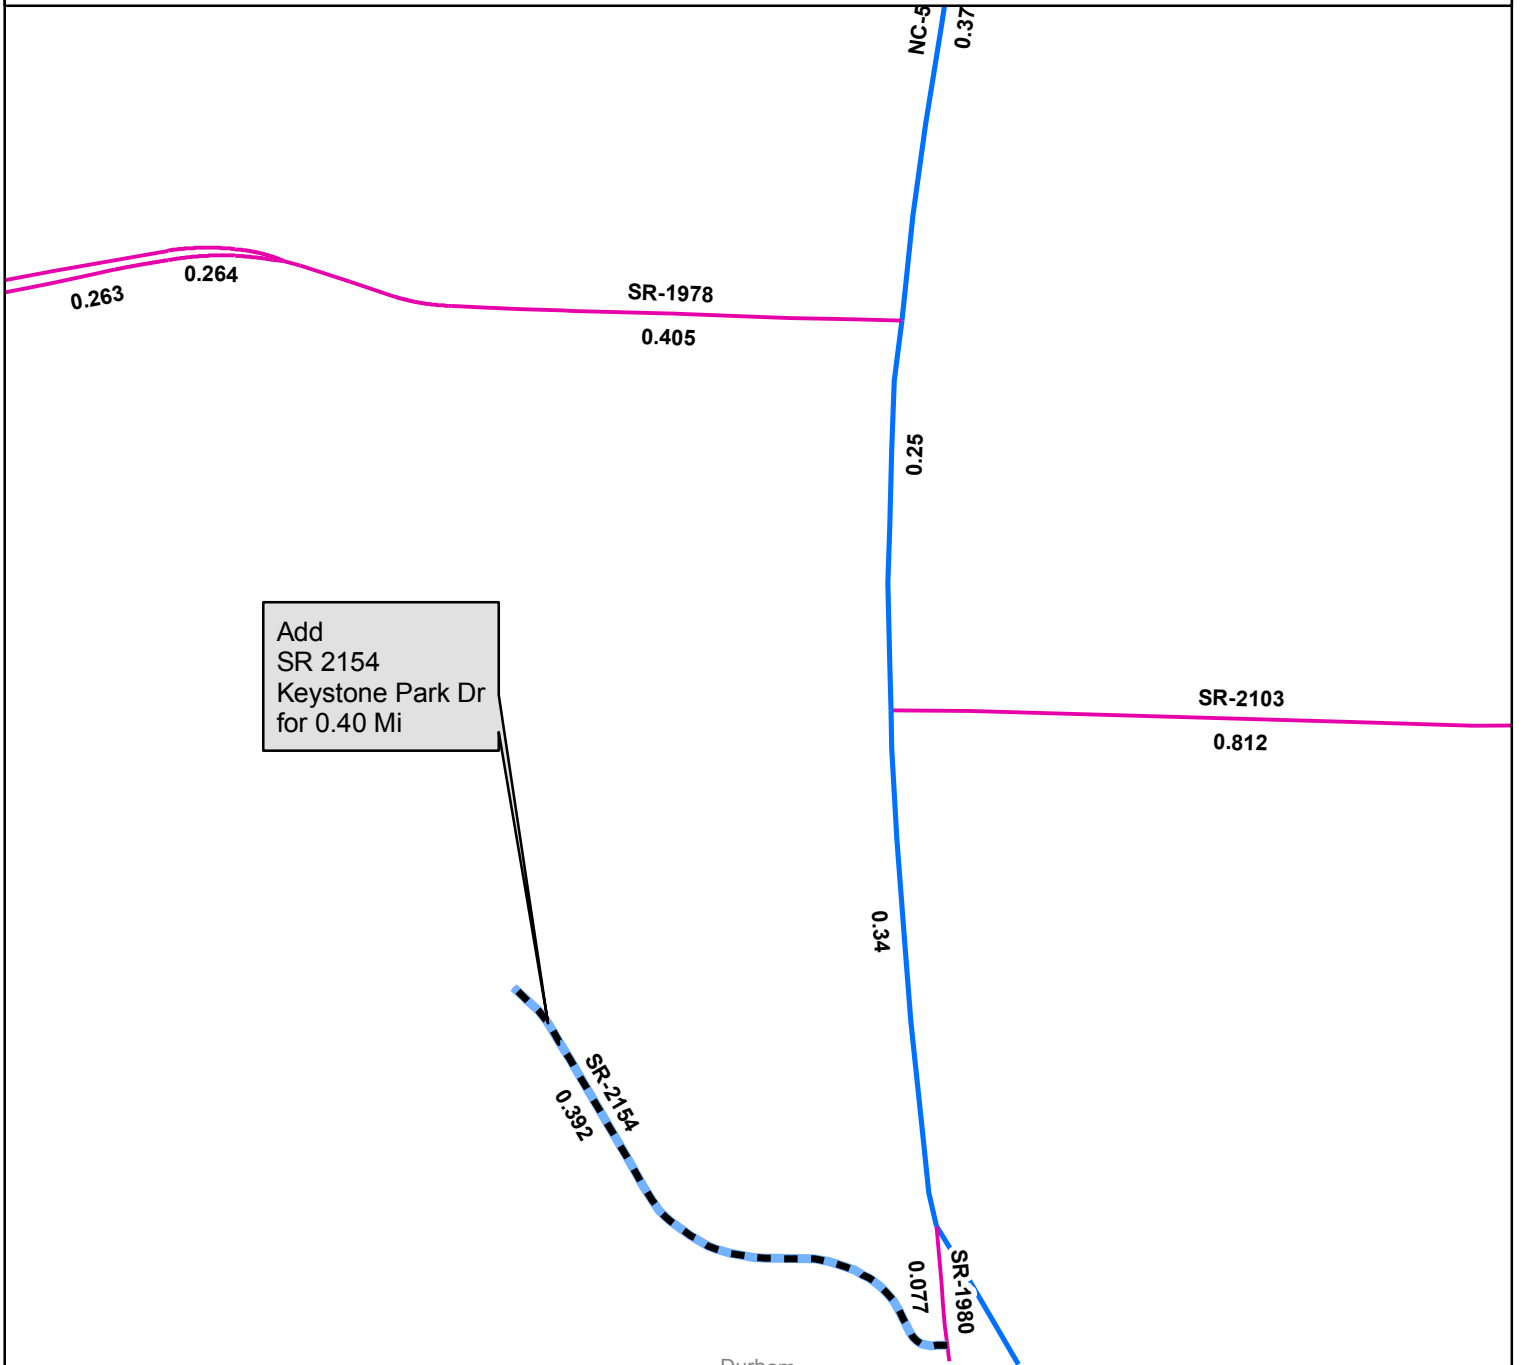 NC-5
0.37
0.264
0.263
SR-1978
0.405
0.25
Add
SR 2154
Keystone Park Dr
for 0.40 Mi
SR-2103
0.812
0.34
SR-2154
0.392
SR-1980
0.077
Durham